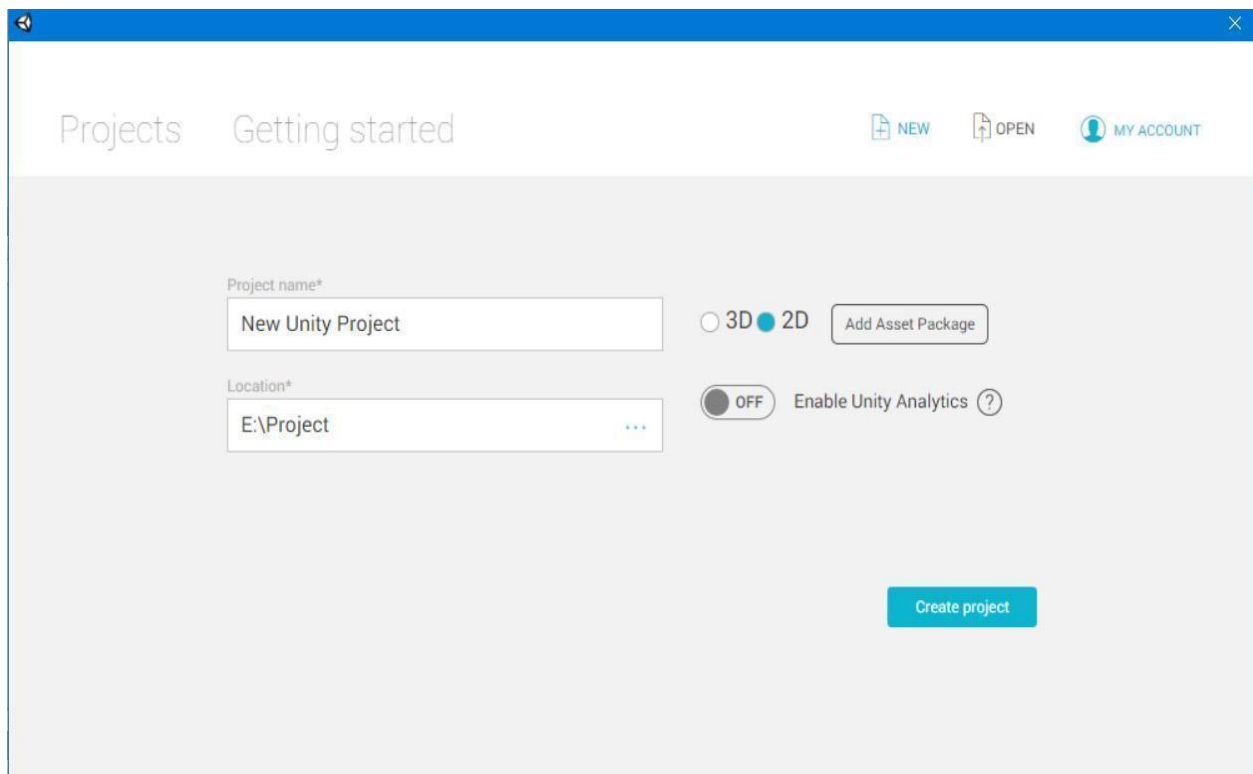 Projects Getting started NEW OPEN MY ACCOUNT
Project name*
New Unity Project 3D 2D Add Asset Package
Location*
E:\Project ... OFF Enable Unity Analytics ?
Create project